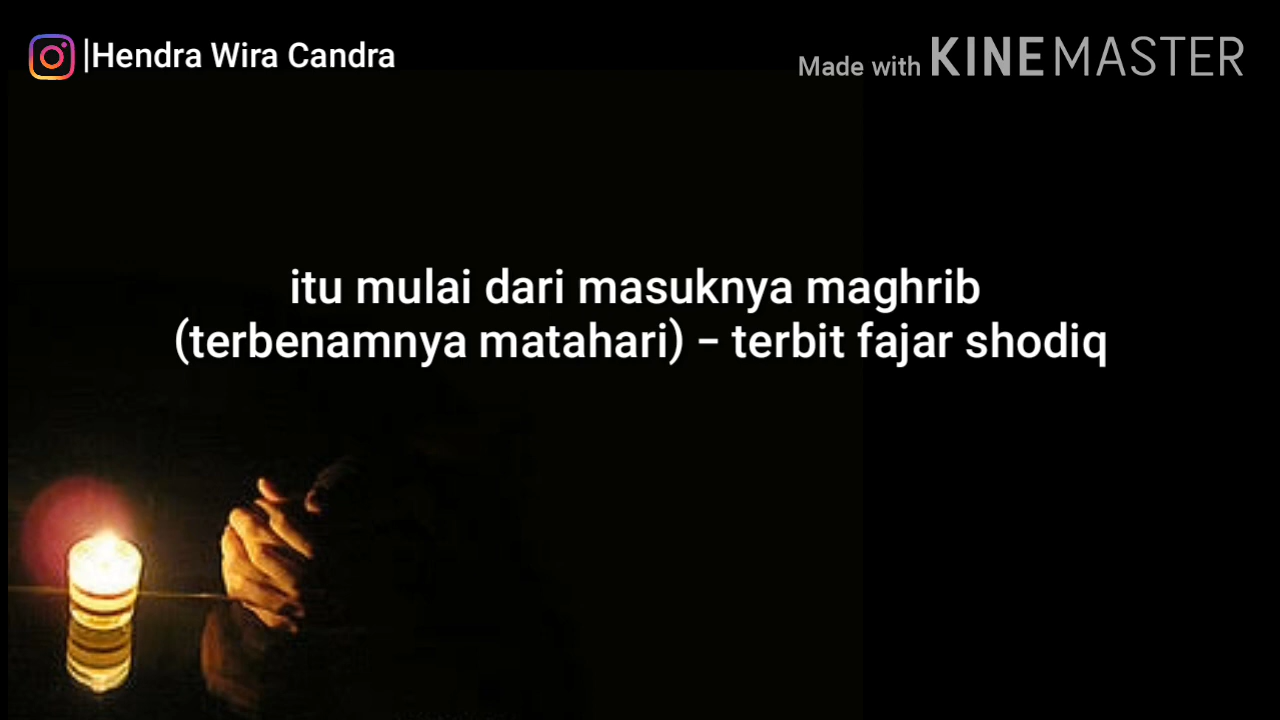 |Hendra Wira Candra
Made with KINEMASTER
itu mulai dari masuknya maghrib
(terbenamnya matahari) – terbit fajar shodiq